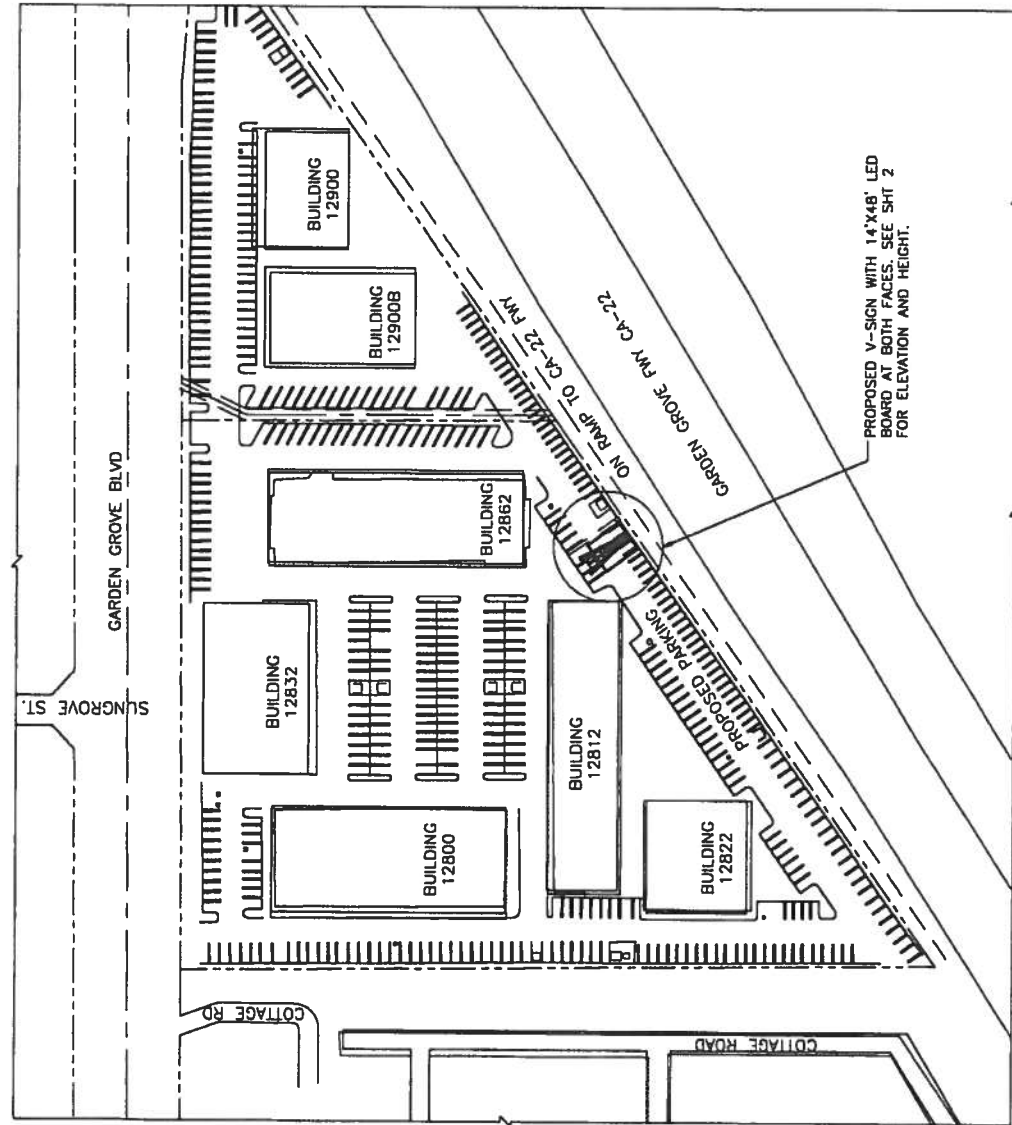 GARDEN GROVE BLVD
SUNGROVE ST.
BUILDING
12900
BUILDING
12900B
BUILDING
12862
BUILDING
12832
BUILDING
12812
BUILDING
12800
BUILDING
12822
ON RAMP TO CA-22 FWY
GARDEN GROVE FWY CA-22
PROPOSED PARKING
PROPOSED V-SIGN WITH 14'X48' LED
BOARD AT BOTH FACES. SEE SHT 2
FOR ELEVATION AND HEIGHT.
COTTAGE RD
COTTAGE ROAD